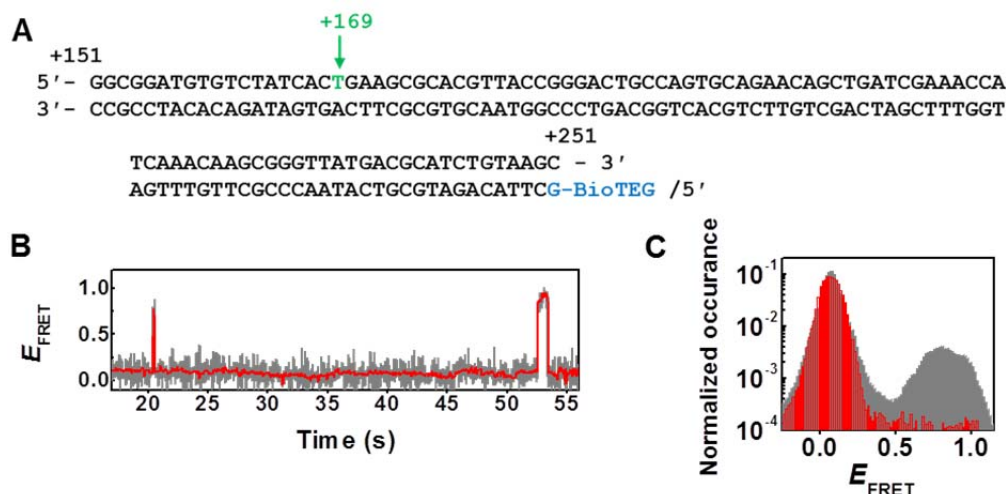 A
+169
+151
5′- GGCGGATGTGTCTATCACTGAAGCGCACGTTACCGGGACTGCCAGTGCAGAACAGCTGATCGAAACCA
3′- CCGCCTACACAGATAGTGACTTCGCGTGCAATGGCCCTGACGGTCACGTCTTGTCGACTAGCTTTGGT
+251
TCAAACAAGCGGGTTATGACGCATCTGTAAGC - 3′
AGTTTGTTCGCCCAATACTGCGTAGACATTCG-BioTEG /5′
B
C
1.0
0.5
0.0
E_FRET
20 25 30 35 40 45 50 55
Time (s)
Normalized occurance
10⁻¹
10⁻²
10⁻³
10⁻⁴
0.0 0.5 1.0
E_FRET